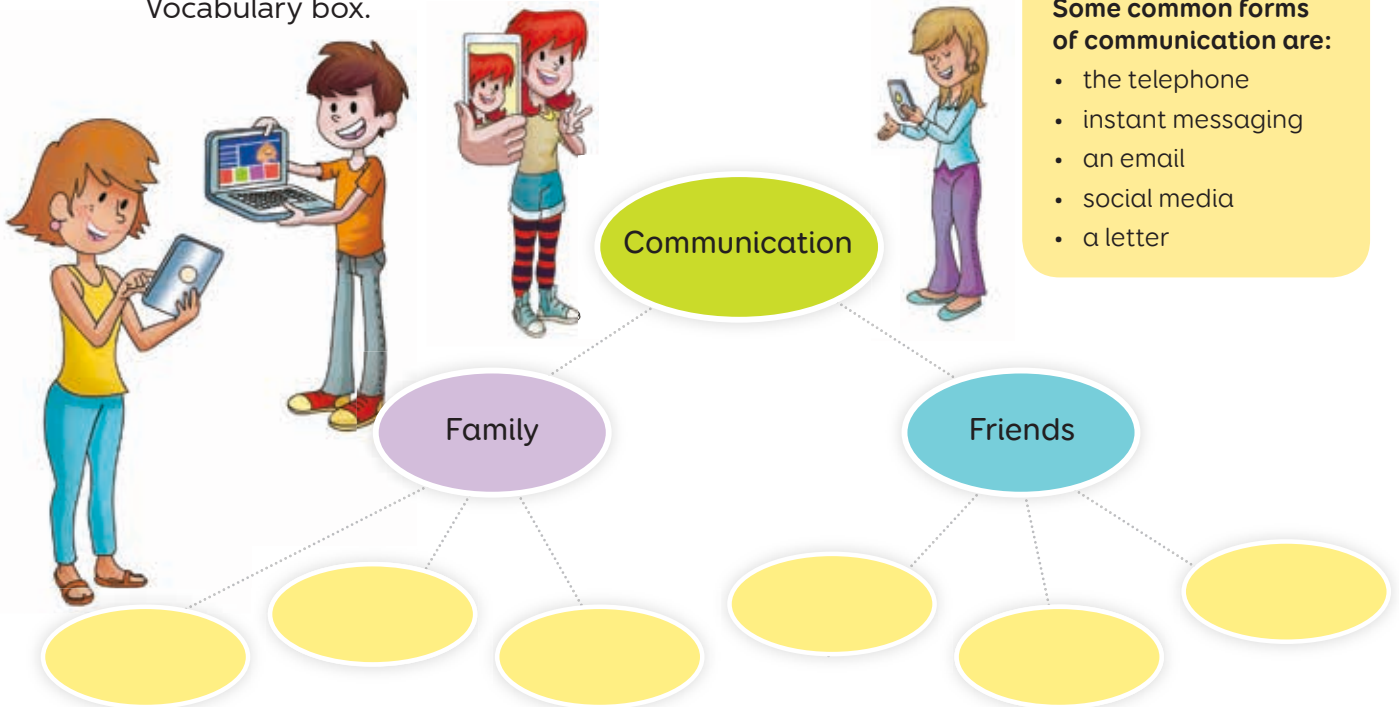 Vocabulary box.
Some common forms
of communication are:
• the telephone
• instant messaging
• an email
• social media
• a letter
Communication
Family
Friends